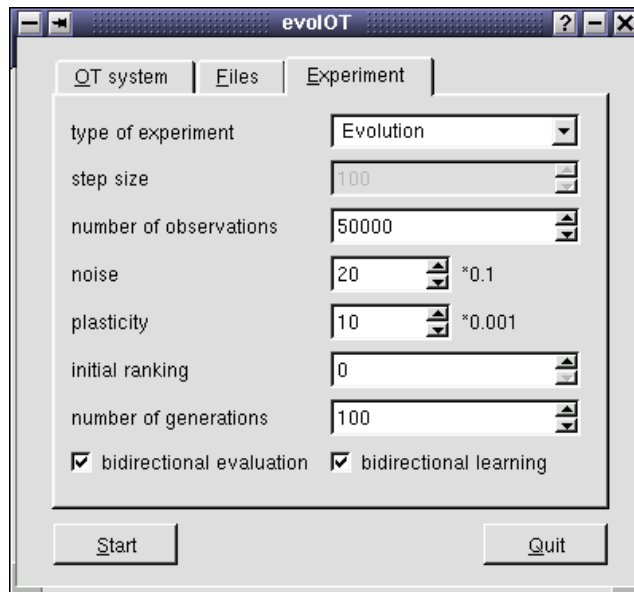 evolOT
OT system Files Experiment
type of experiment Evolution
step size 100
number of observations 50000
noise 20 *0.1
plasticity 10 *0.001
initial ranking 0
number of generations 100
bidirectional evaluation bidirectional learning
Start Quit